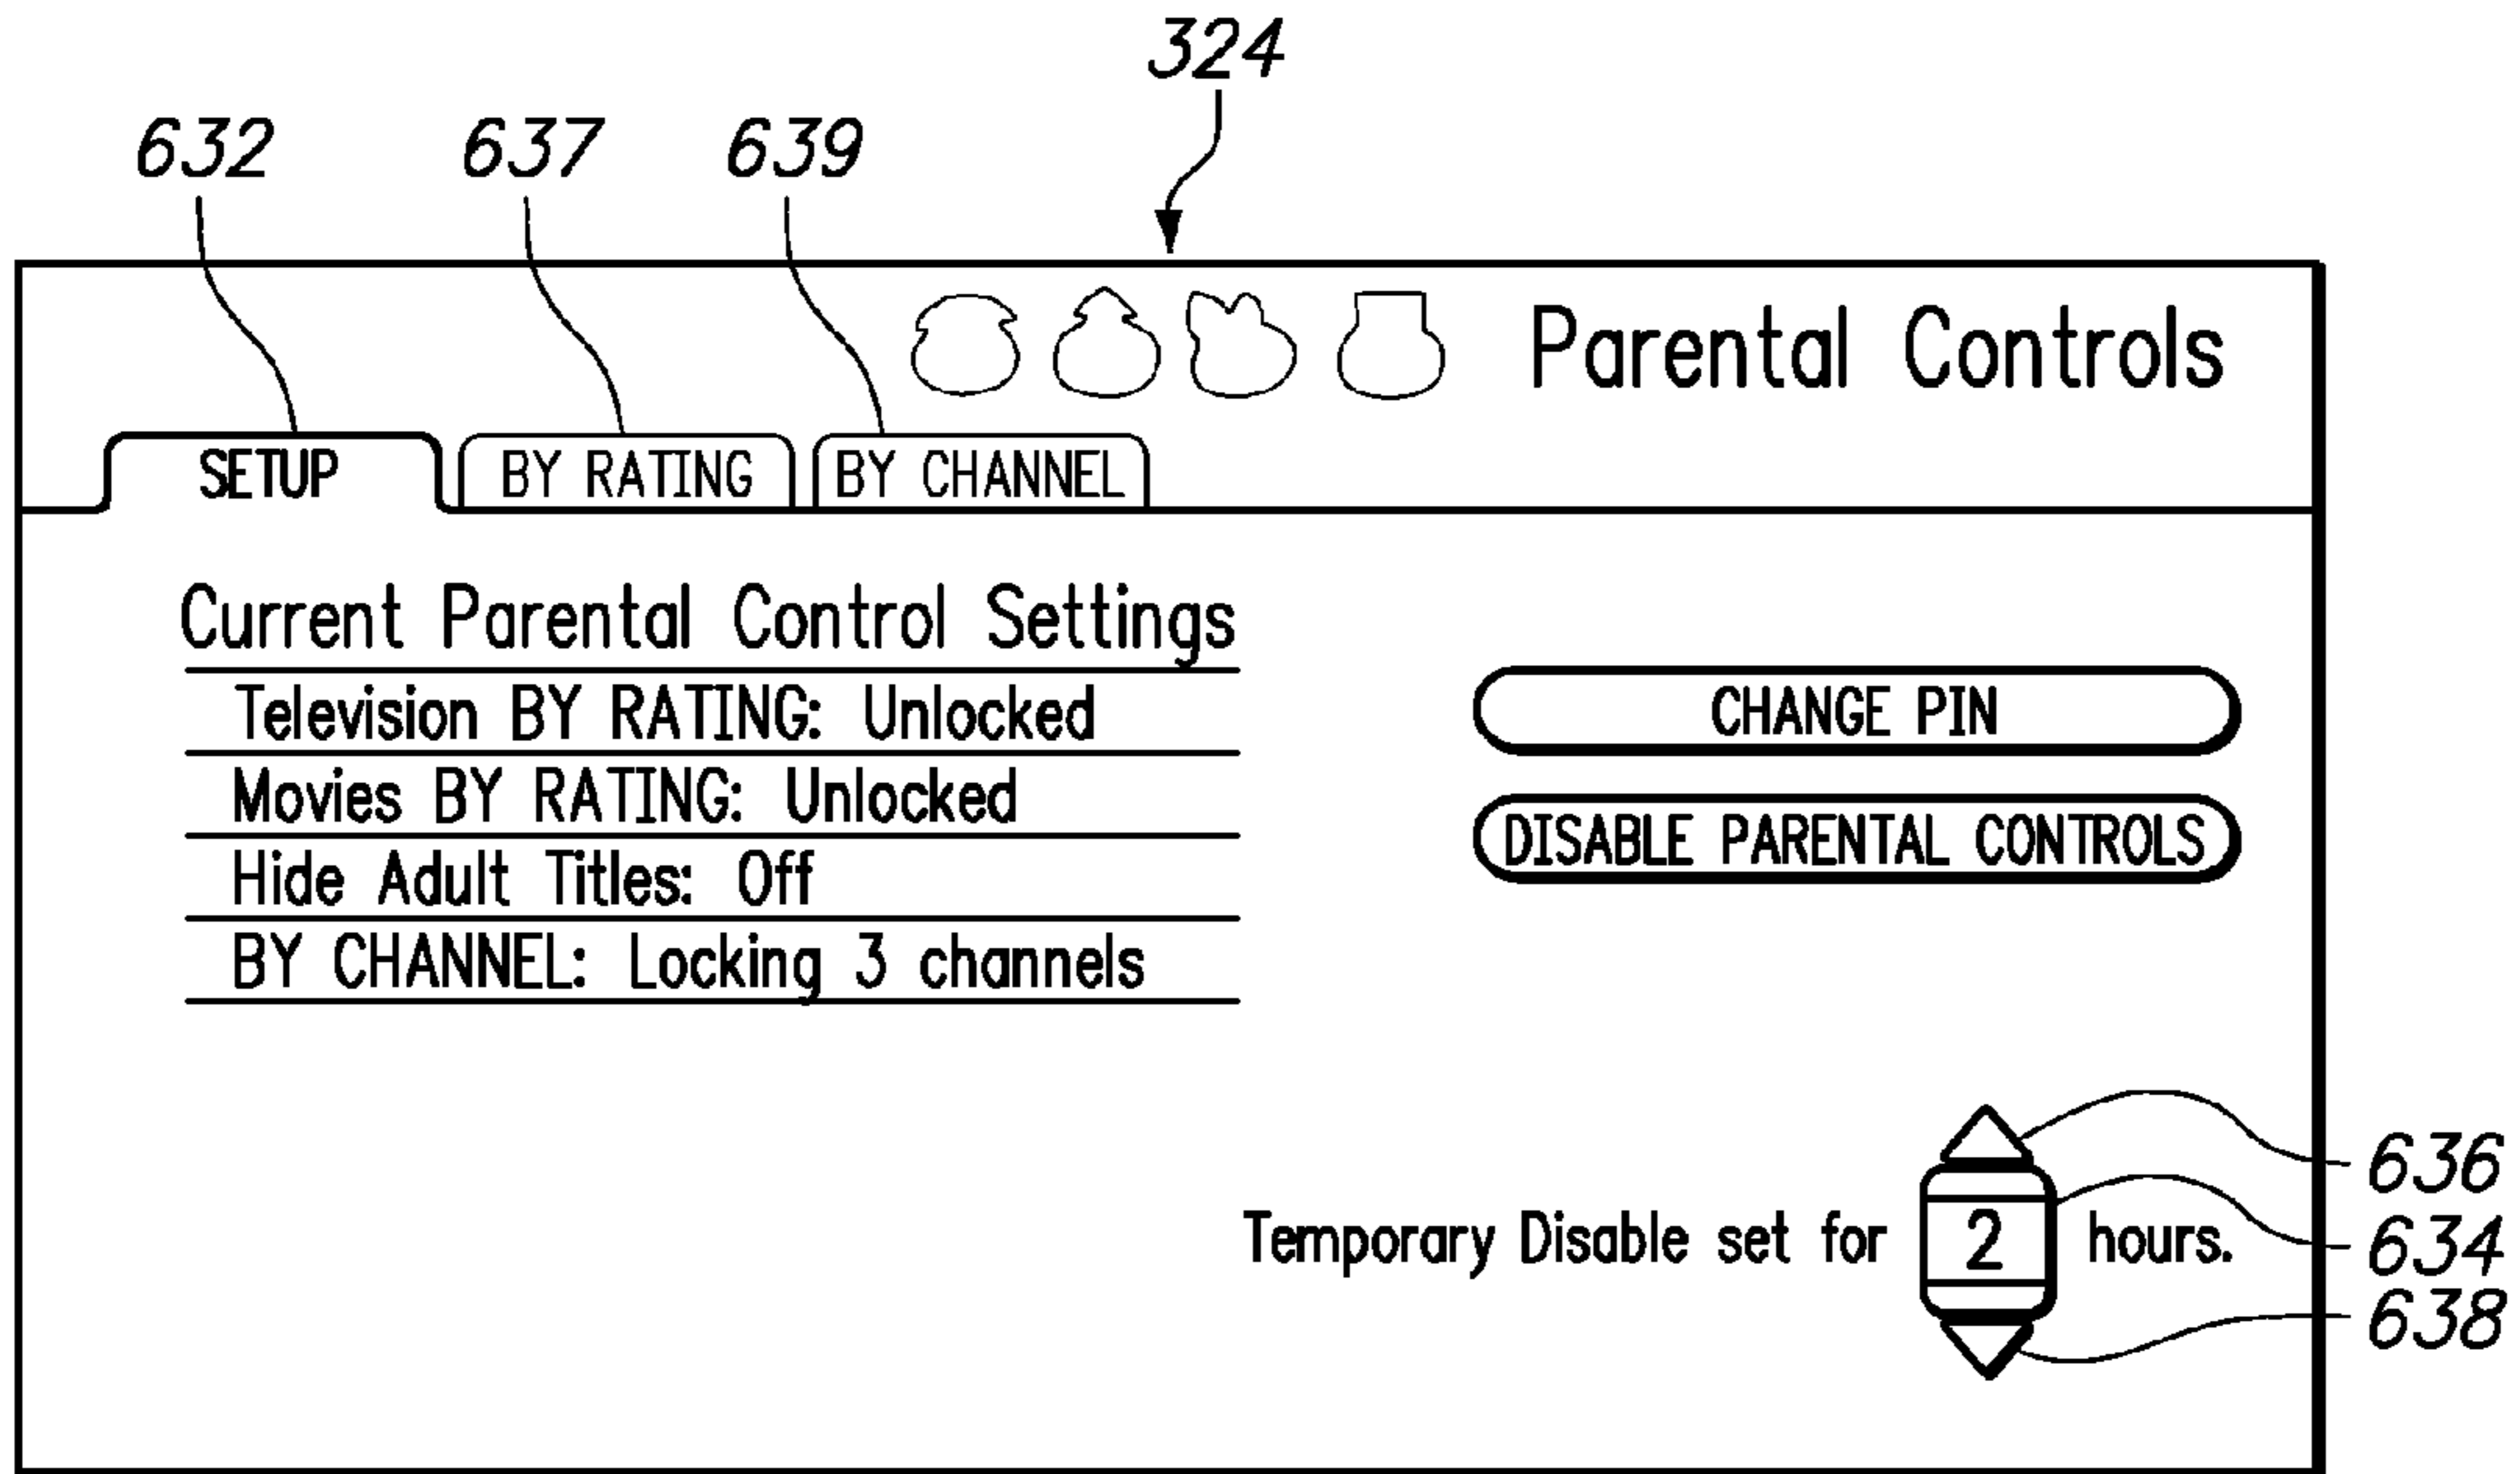 324
632 637 639
Parental Controls
SETUP BY RATING BY CHANNEL
Current Parental Control Settings
Television BY RATING: Unlocked
CHANGE PIN
Movies BY RATING: Unlocked
DISABLE PARENTAL CONTROLS
Hide Adult Titles: Off
BY CHANNEL: Locking 3 channels
636
Temporary Disable set for 2 hours.
634
638